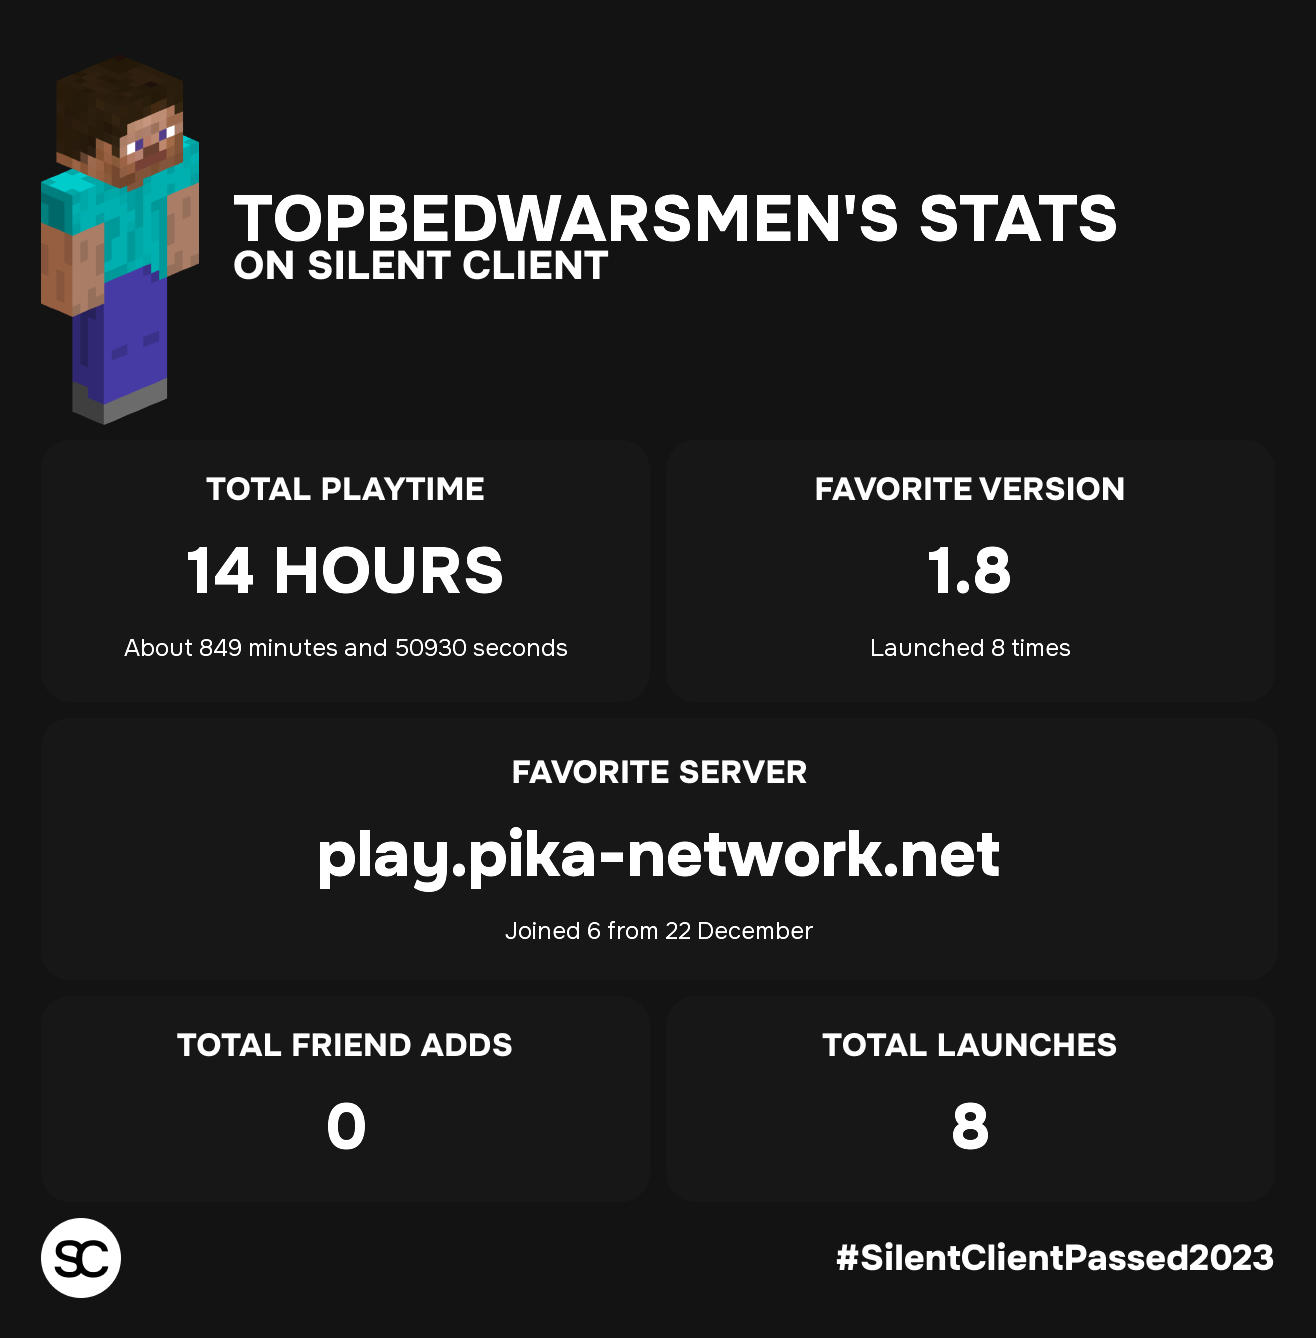 TOPBEDWARSMEN'S STATS
ON SILENT CLIENT
TOTAL PLAYTIME
14 HOURS
About 849 minutes and 50930 seconds
FAVORITE VERSION
1.8
Launched 8 times
FAVORITE SERVER
play.pika-network.net
Joined 6 from 22 December
TOTAL FRIEND ADDS
0
TOTAL LAUNCHES
8
SC
#SilentClientPassed2023